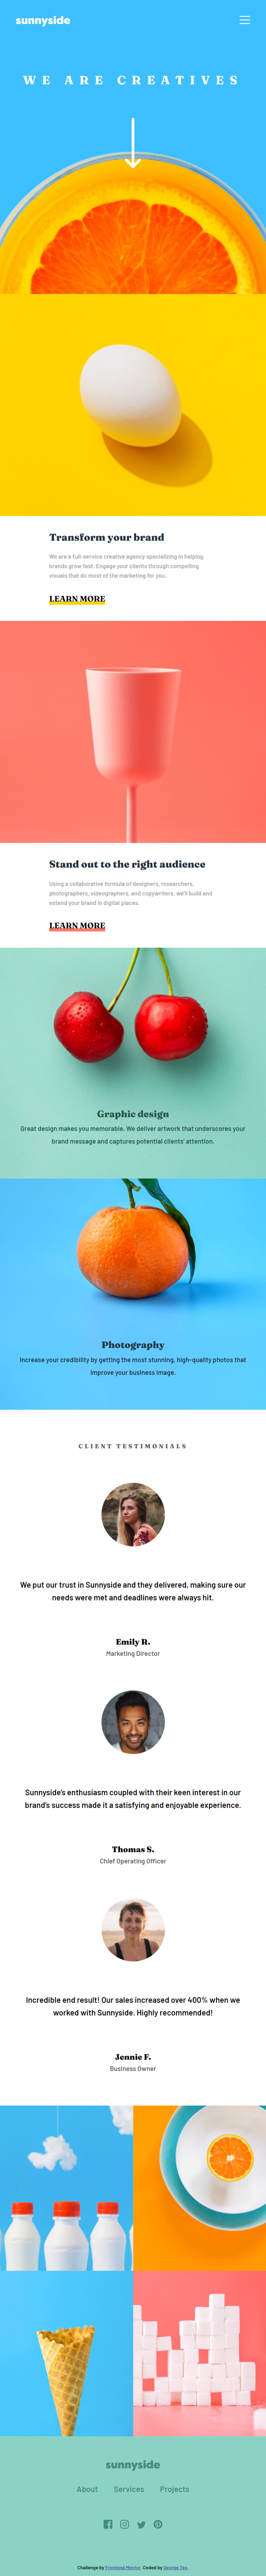 sunnyside
WE ARE CREATIVES
Transform your brand
We are a full-service creative agency specializing in helping
brands grow fast. Engage your clients through compelling
visuals that do most of the marketing for you.
LEARN MORE
Stand out to the right audience
Using a collaborative formula of designers, researchers,
photographers, videographers, and copywriters, we'll build and
extend your brand in digital places.
LEARN MORE
Graphic design
Great design makes you memorable. We deliver artwork that underscores your
brand message and captures potential clients' attention.
Photography
Increase your credibility by getting the most stunning, high-quality photos that
improve your business image.
CLIENT TESTIMONIALS
We put our trust in Sunnyside and they delivered, making sure our
needs were met and deadlines were always hit.
Emily R.
Marketing Director
Sunnyside's enthusiasm coupled with their keen interest in our
brand's success made it a satisfying and enjoyable experience.
Thomas S.
Chief Operating Officer
Incredible end result! Our sales increased over 400% when we
worked with Sunnyside. Highly recommended!
Jennie F.
Business Owner
sunnyside
About Services Projects
Challenge by Frontend Mentor. Coded by George Teo.